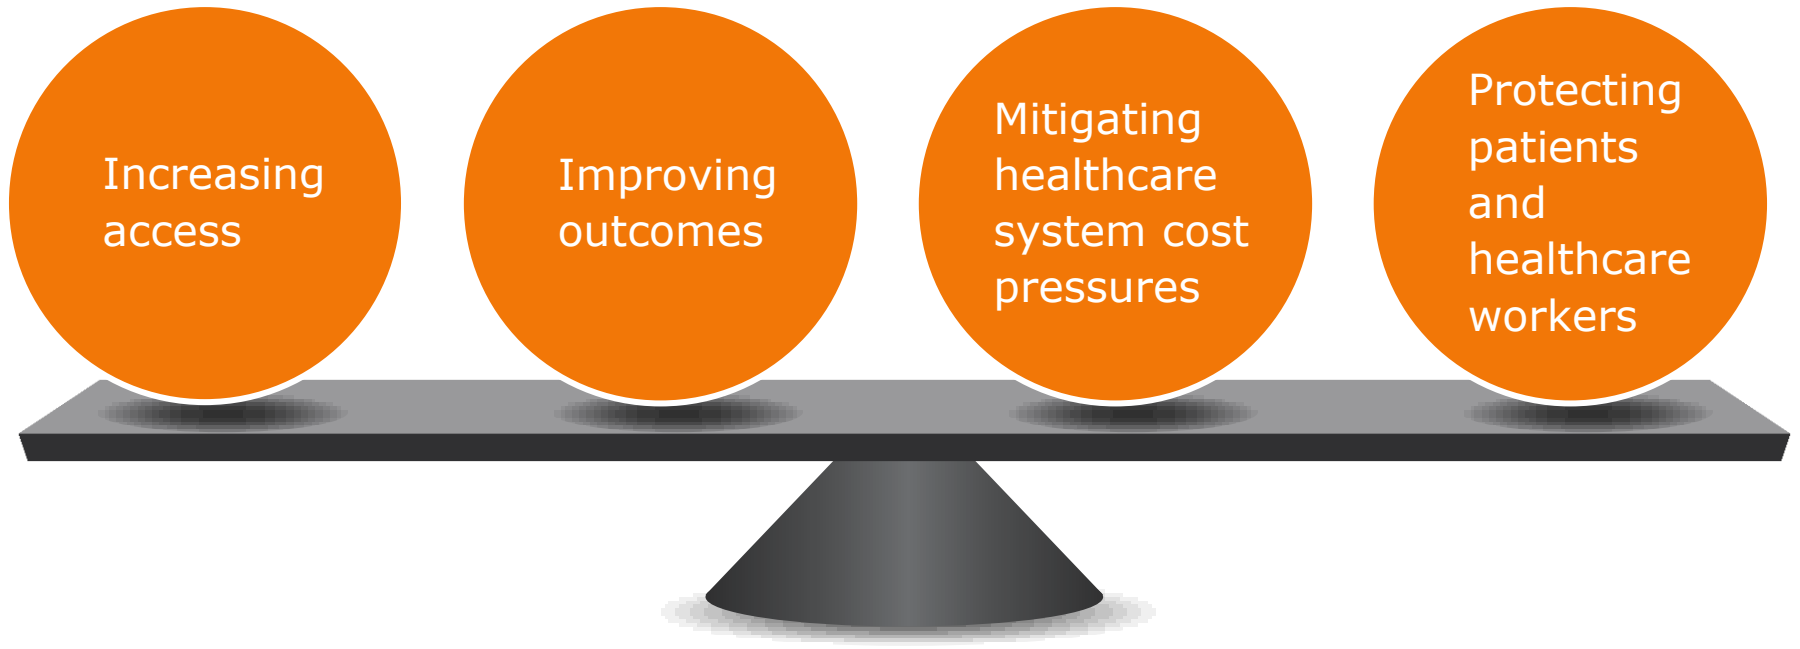 Increasing
access
Improving
outcomes
Mitigating
healthcare
system cost
pressures
Protecting
patients
and
healthcare
workers